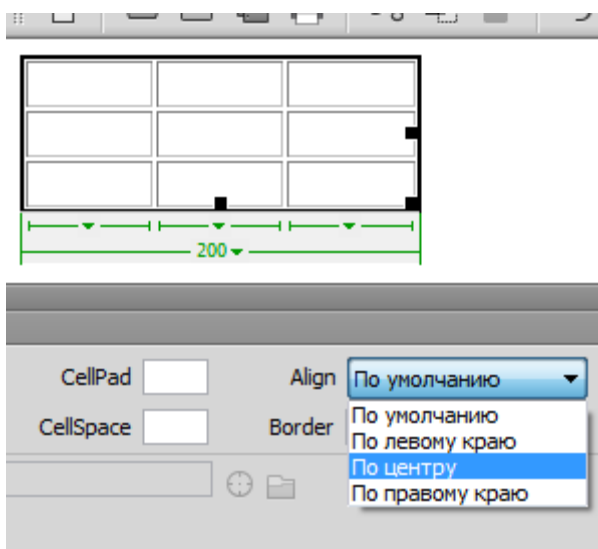 200
CellPad
Align
По умолчанию
CellSpace
Border
По умолчанию
По левому краю
По центру
По правому краю